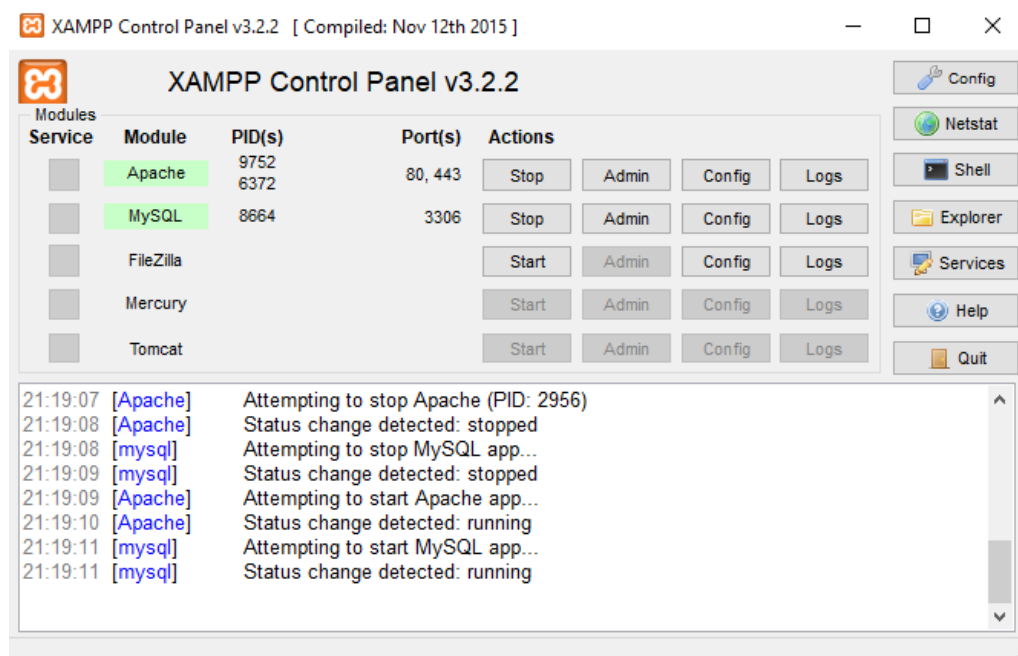 XAMPP Control Panel v3.2.2 [ Compiled: Nov 12th 2015 ]
XAMPP Control Panel v3.2.2
Config
Netstat
Shell
Explorer
Services
Help
Quit
Modules
Service Module PID(s) Port(s) Actions
Apache 9752 6372 80, 443 Stop Admin Config Logs
MySQL 8664 3306 Stop Admin Config Logs
FileZilla Start Admin Config Logs
Mercury Start Admin Config Logs
Tomcat Start Admin Config Logs
21:19:07 [Apache] Attempting to stop Apache (PID: 2956)
21:19:08 [Apache] Status change detected: stopped
21:19:08 [mysql] Attempting to stop MySQL app...
21:19:09 [mysql] Status change detected: stopped
21:19:09 [Apache] Attempting to start Apache app...
21:19:10 [Apache] Status change detected: running
21:19:11 [mysql] Attempting to start MySQL app...
21:19:11 [mysql] Status change detected: running